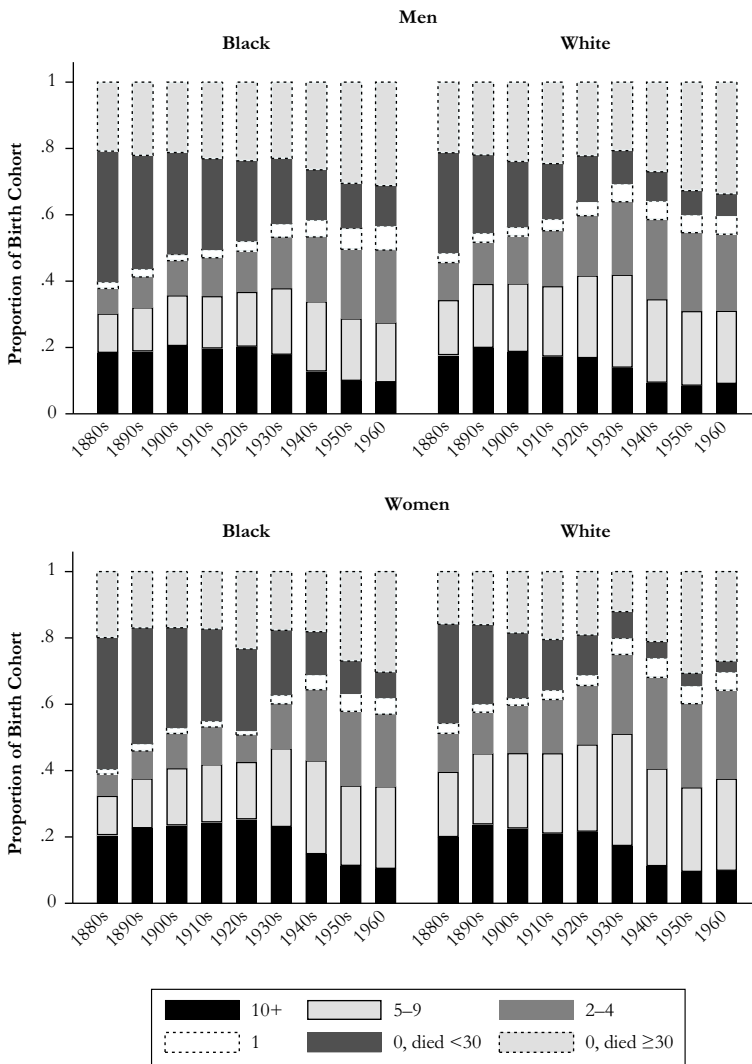 Men
Black White
Proportion of Birth Cohort
1
.8
.6
.4
.2
0
1880s 1890s 1900s 1910s 1920s 1930s 1940s 1950s 1960 1880s 1890s 1900s 1910s 1920s 1930s 1940s 1950s 1960
Women
Black White
Proportion of Birth Cohort
1
.8
.6
.4
.2
0
1880s 1890s 1900s 1910s 1920s 1930s 1940s 1950s 1960 1880s 1890s 1900s 1910s 1920s 1930s 1940s 1950s 1960
10+ 5–9 2–4
1 0, died <30 0, died ≥30